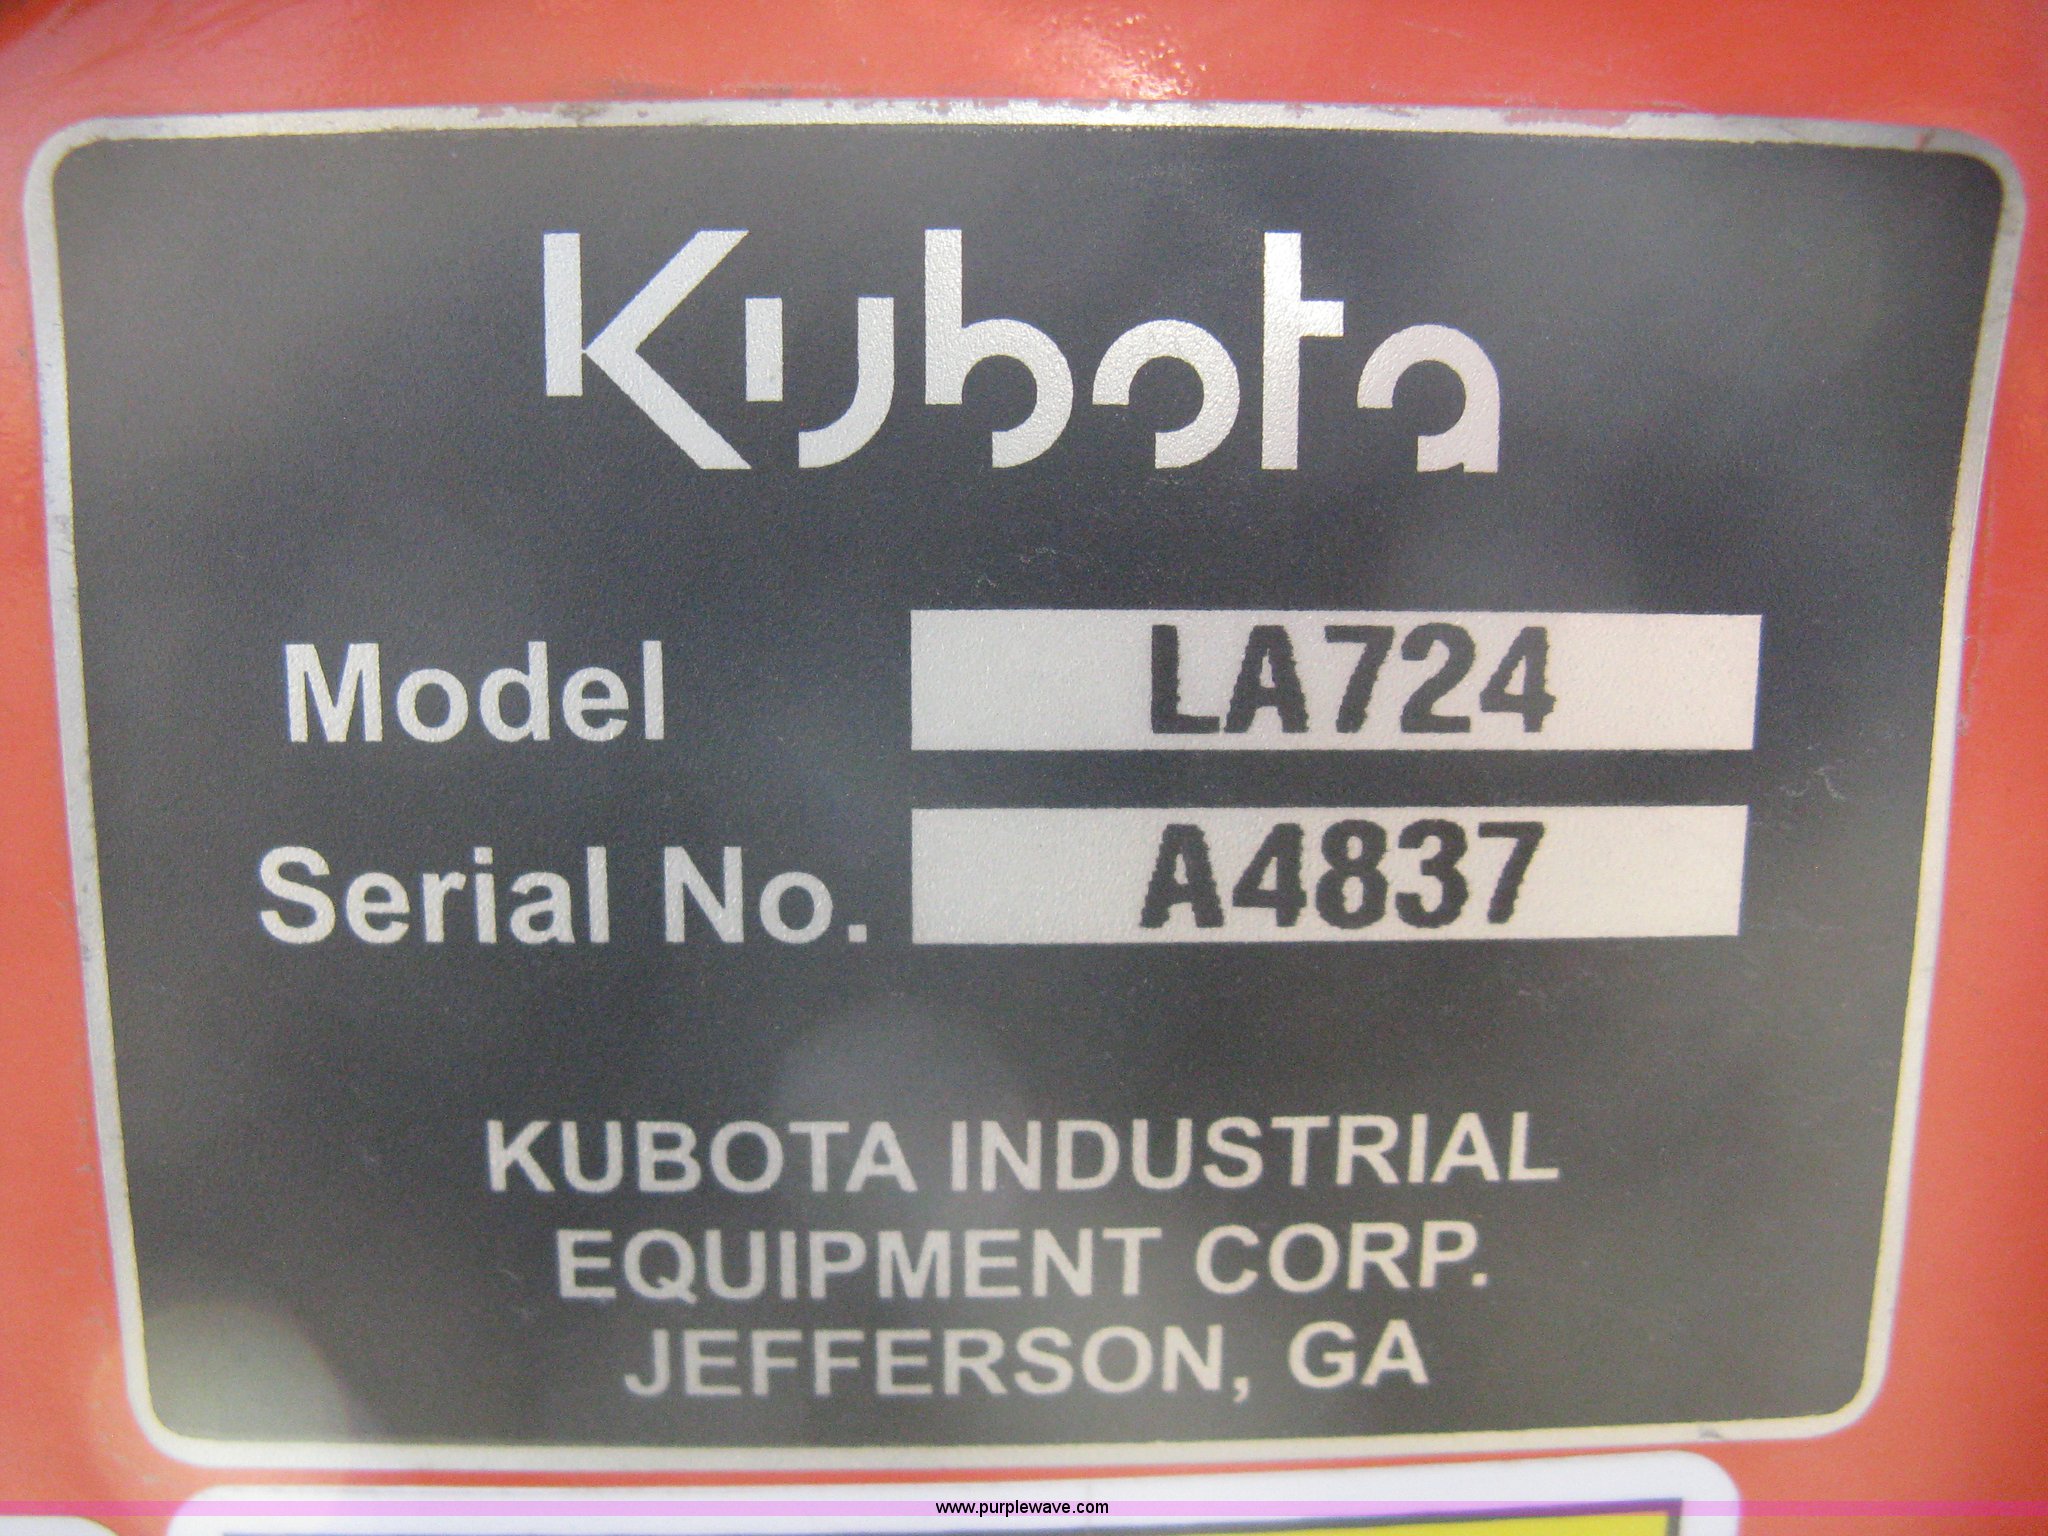 Kubota
Model LA724
Serial No. A4837
KUBOTA INDUSTRIAL
EQUIPMENT CORP.
JEFFERSON, GA
www.purplewave.com